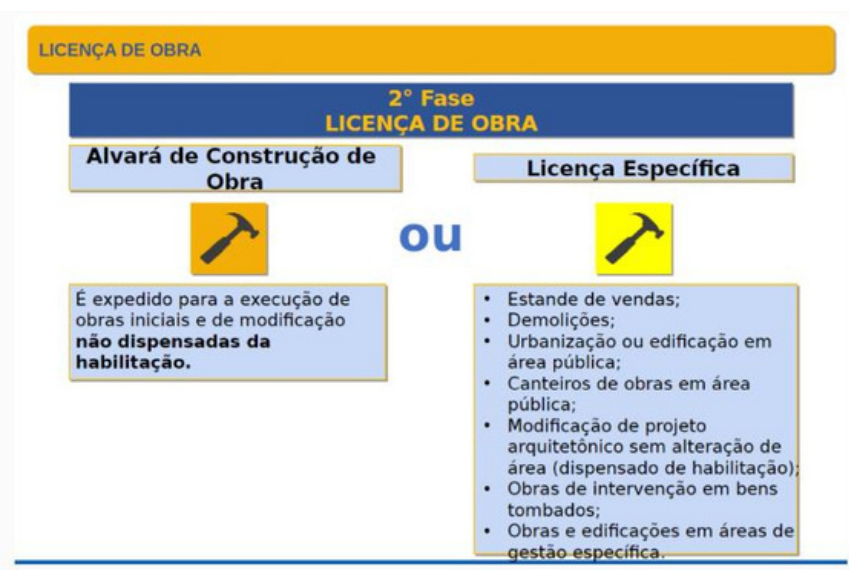 LICENÇA DE OBRA
2° Fase
LICENÇA DE OBRA
Alvará de Construção de
Obra
ou
Licença Específica
É expedido para a execução de
obras iniciais e de modificação
não dispensadas da
habilitação.
• Estande de vendas;
• Demolições;
• Urbanização ou edificação em
área pública;
• Canteiros de obras em área
pública;
• Modificação de projeto
arquitetônico sem alteração de
área (dispensado de habilitação);
• Obras de intervenção em bens
tombados;
• Obras e edificações em áreas de
gestão específica.